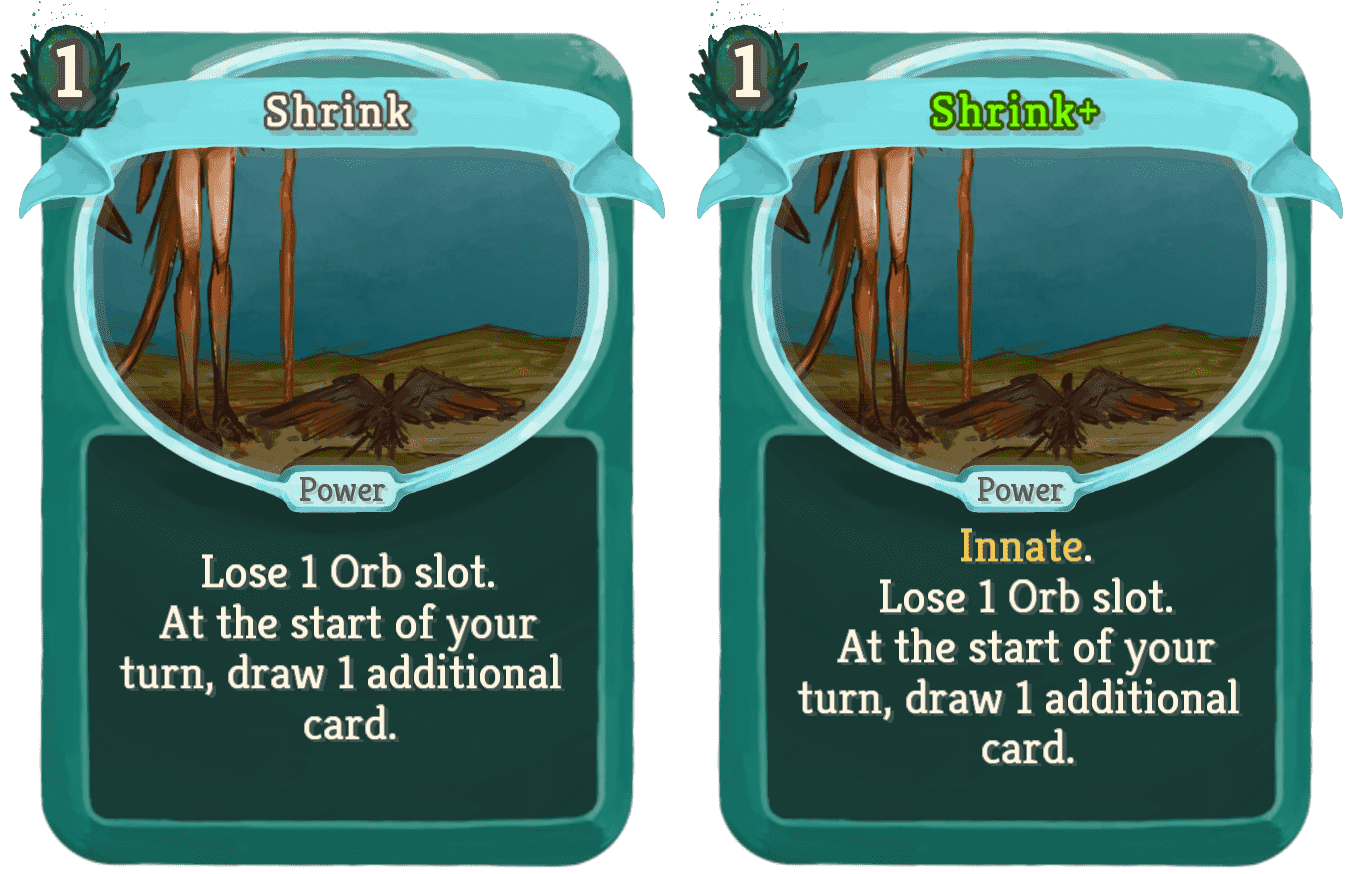 1
Shrink
Power
Lose 1 Orb slot.
At the start of your
turn, draw 1 additional
card.
1
Shrink+
Power
Innate.
Lose 1 Orb slot.
At the start of your
turn, draw 1 additional
card.